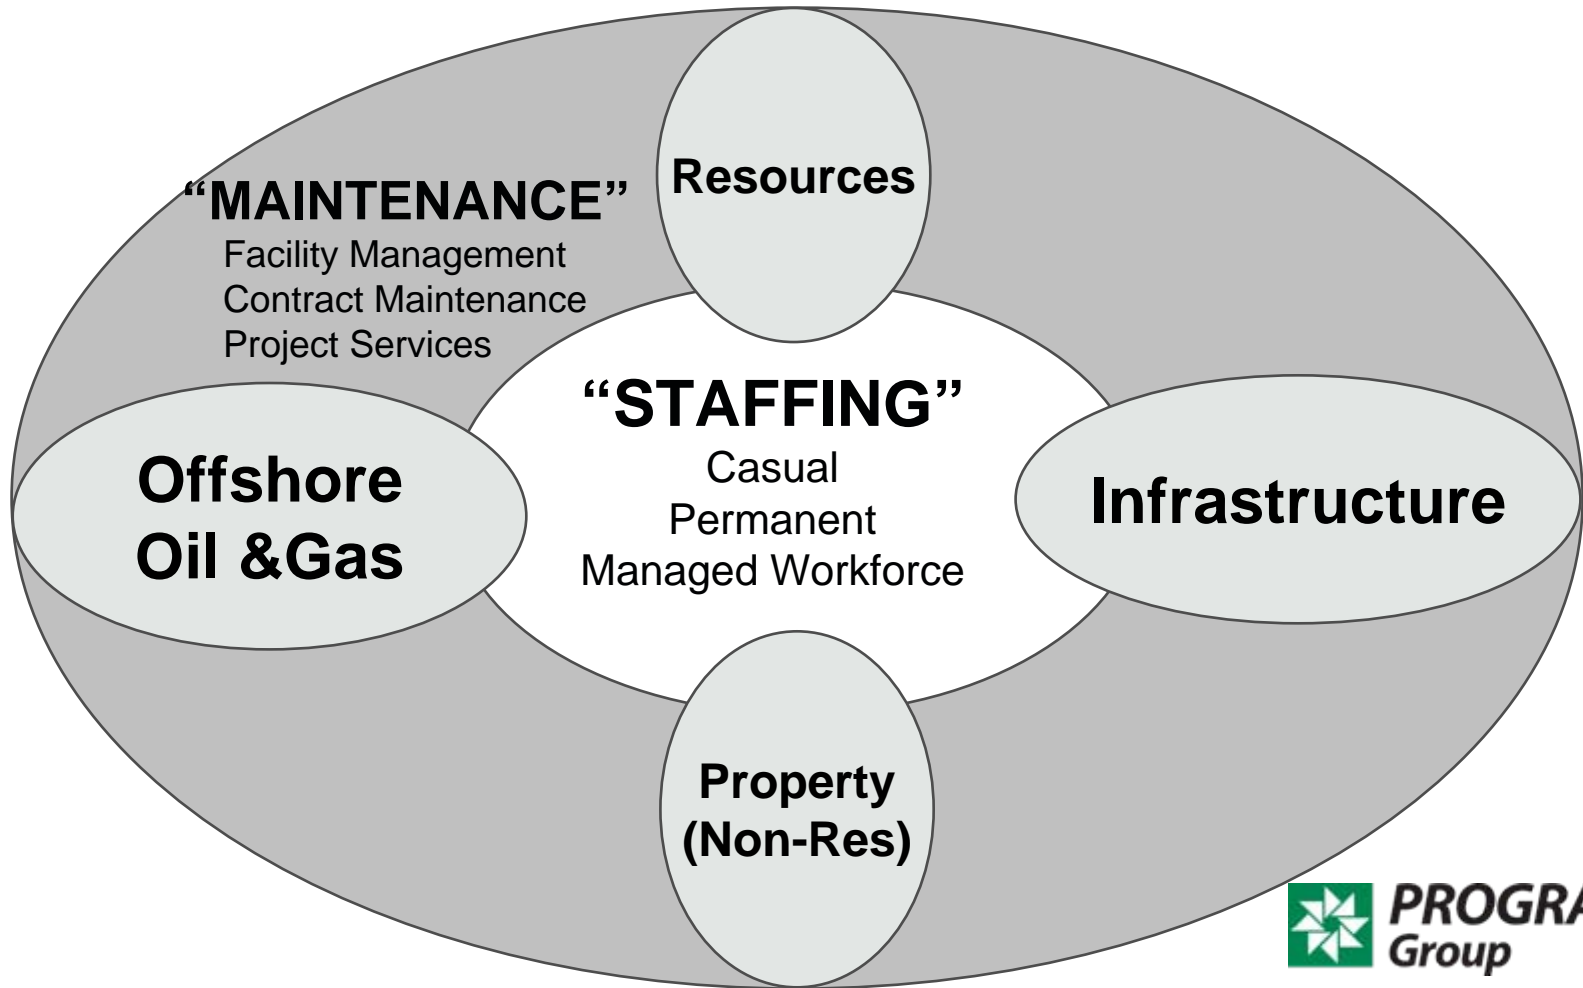 Resources
“MAINTENANCE”
Facility Management
Contract Maintenance
Project Services
“STAFFING”
Casual
Permanent
Managed Workforce
Offshore
Oil &Gas
Infrastructure
Property
(Non-Res)
Group